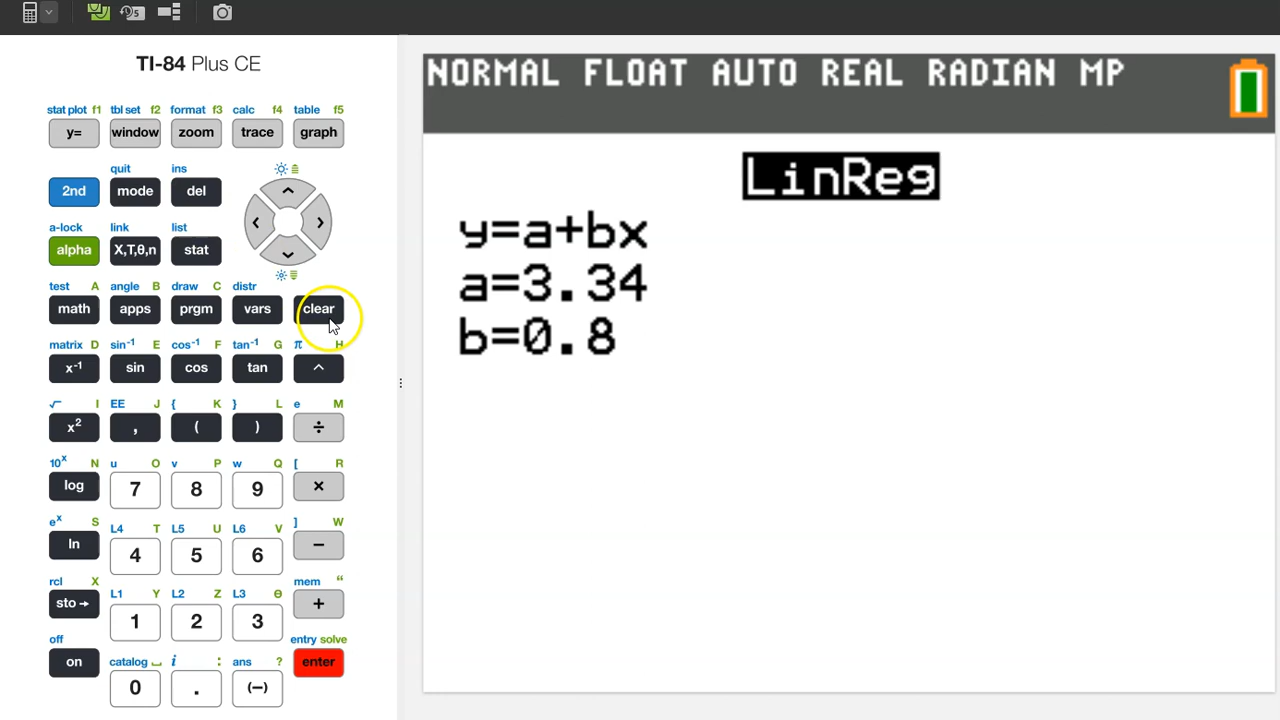 TI-84 Plus CE
stat plot f1 tbl set f2 format f3 calc f4 table f5
y= window zoom trace graph
quit ins
2nd mode del
a-lock link list
alpha X,T,θ,n stat
test A angle B draw C distr
math apps prgm vars clear
matrix D sin⁻¹ E cos⁻¹ F tan⁻¹ G π H
x⁻¹ sin cos tan ^
√ I EE J { K } L e M
x² , ( ) ÷
10ˣ N u O v P w Q [ R
log 7 8 9 ×
eˣ S L4 T L5 U L6 V ] W
ln 4 5 6 −
rcl X L1 Y L2 Z L3 θ mem “
sto→ 1 2 3 +
off catalog ⎵ i : ans ? entry solve
on 0 . (−) enter
NORMAL FLOAT AUTO REAL RADIAN MP
LinReg
y=a+bx
a=3.34
b=0.8